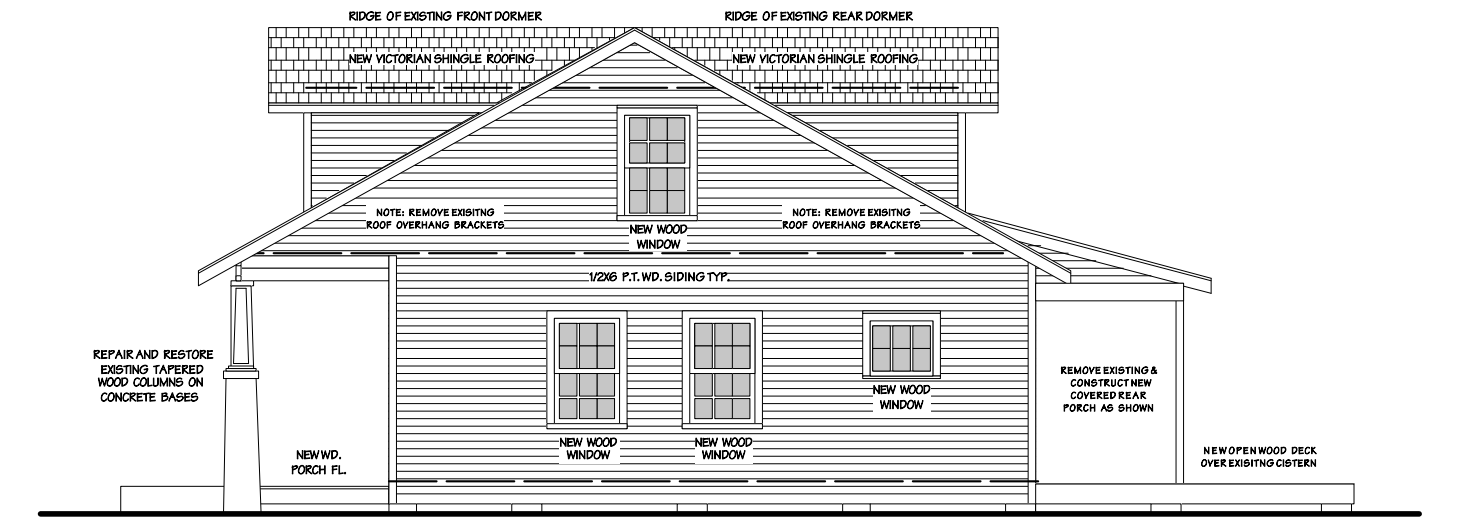 RIDGE OF EXISTING FRONT DORMER
RIDGE OF EXISTING REAR DORMER
NEW VICTORIAN SHINGLE ROOFING
NEW VICTORIAN SHINGLE ROOFING
NOTE: REMOVE EXISITNG
ROOF OVERHANG BRACKETS
NOTE: REMOVE EXISITNG
ROOF OVERHANG BRACKETS
NEW WOOD
WINDOW
1/2X6 P.T. WD. SIDING TYP.
REPAIR AND RESTORE
EXISTING TAPERED
WOOD COLUMNS ON
CONCRETE BASES
REMOVE EXISTING &
CONSTRUCT NEW
COVERED REAR
PORCH AS SHOWN
NEW WOOD
WINDOW
NEW WD.
PORCH FL.
NEW WOOD
WINDOW
NEW WOOD
WINDOW
NEW OPEN WOOD DECK
OVER EXISITNG CISTERN